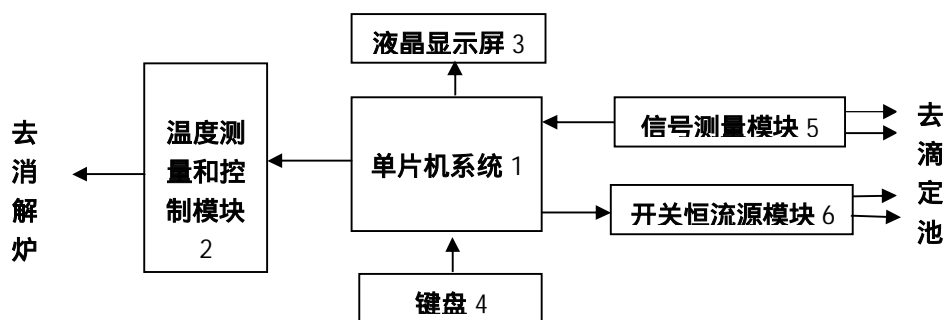 液晶显示屏 3
去
消
解
炉
温度测
量和控
制模块
2
单片机系统 1
信号测量模块 5
开关恒流源模块 6
去
滴
定
池
键盘 4